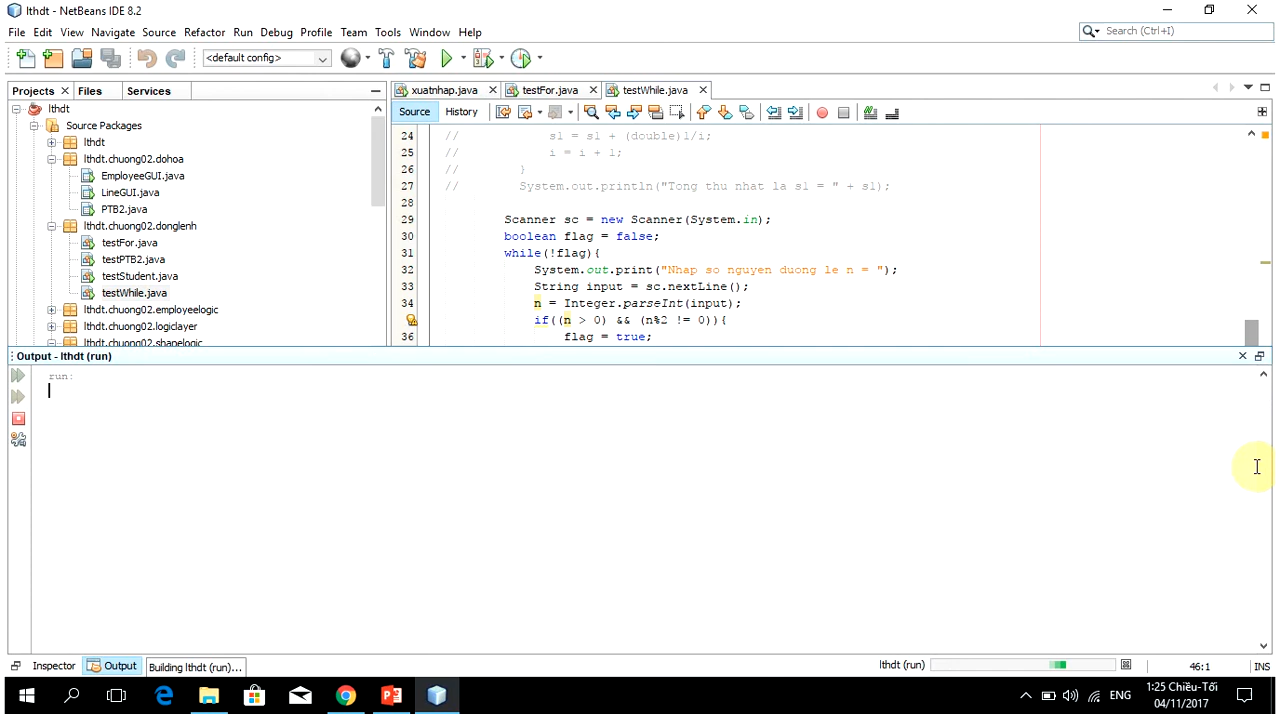 lthdt - NetBeans IDE 8.2
File Edit View Navigate Source Refactor Run Debug Profile Team Tools Window Help
Search (Ctrl+I)
<default config>
Projects Files Services
xuatnhap.java testFor.java testWhile.java
Source History
lthdt
Source Packages
lthdt
lthdt.chuong02.dohoa
EmployeeGUI.java
LineGUI.java
PTB2.java
lthdt.chuong02.donglenh
testFor.java
testPTB2.java
testStudent.java
testWhile.java
lthdt.chuong02.employeelogic
lthdt.chuong02.logiclayer
lthdt.chuong02.shapelogic
24 // s1 = s1 + (double)1/i;
25 // i = i + 1;
26 // }
27 // System.out.println("Tong thu nhat la s1 = " + s1);
28
29 Scanner sc = new Scanner(System.in);
30 boolean flag = false;
31 while(!flag){
32 System.out.print("Nhap so nguyen duong le n = ");
33 String input = sc.nextLine();
34 n = Integer.parseInt(input);
if((n > 0) && (n%2 != 0)){
36 flag = true;
Output - lthdt (run)
run:
Inspector Output Building lthdt (run)...
lthdt (run)
46:1 INS
ENG
1:25 Chiều-Tối
04/11/2017